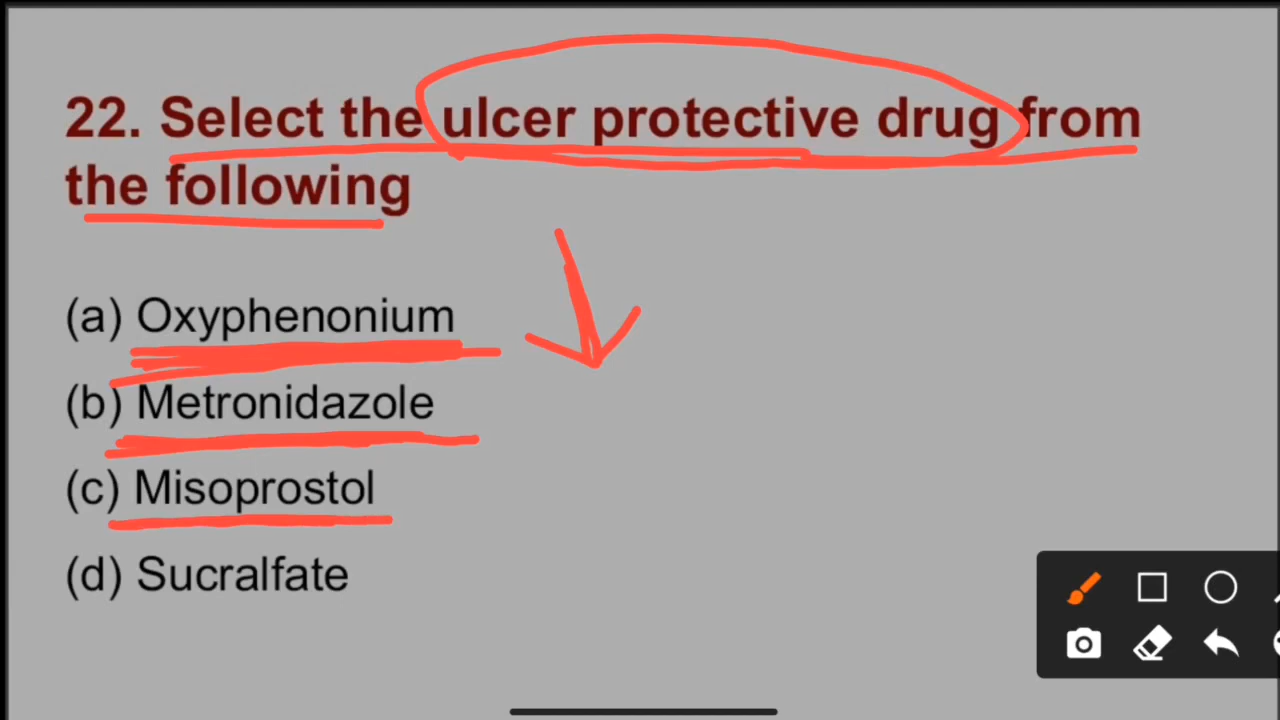 22. Select the ulcer protective drug from
the following
(a) Oxyphenonium
(b) Metronidazole
(c) Misoprostol
(d) Sucralfate